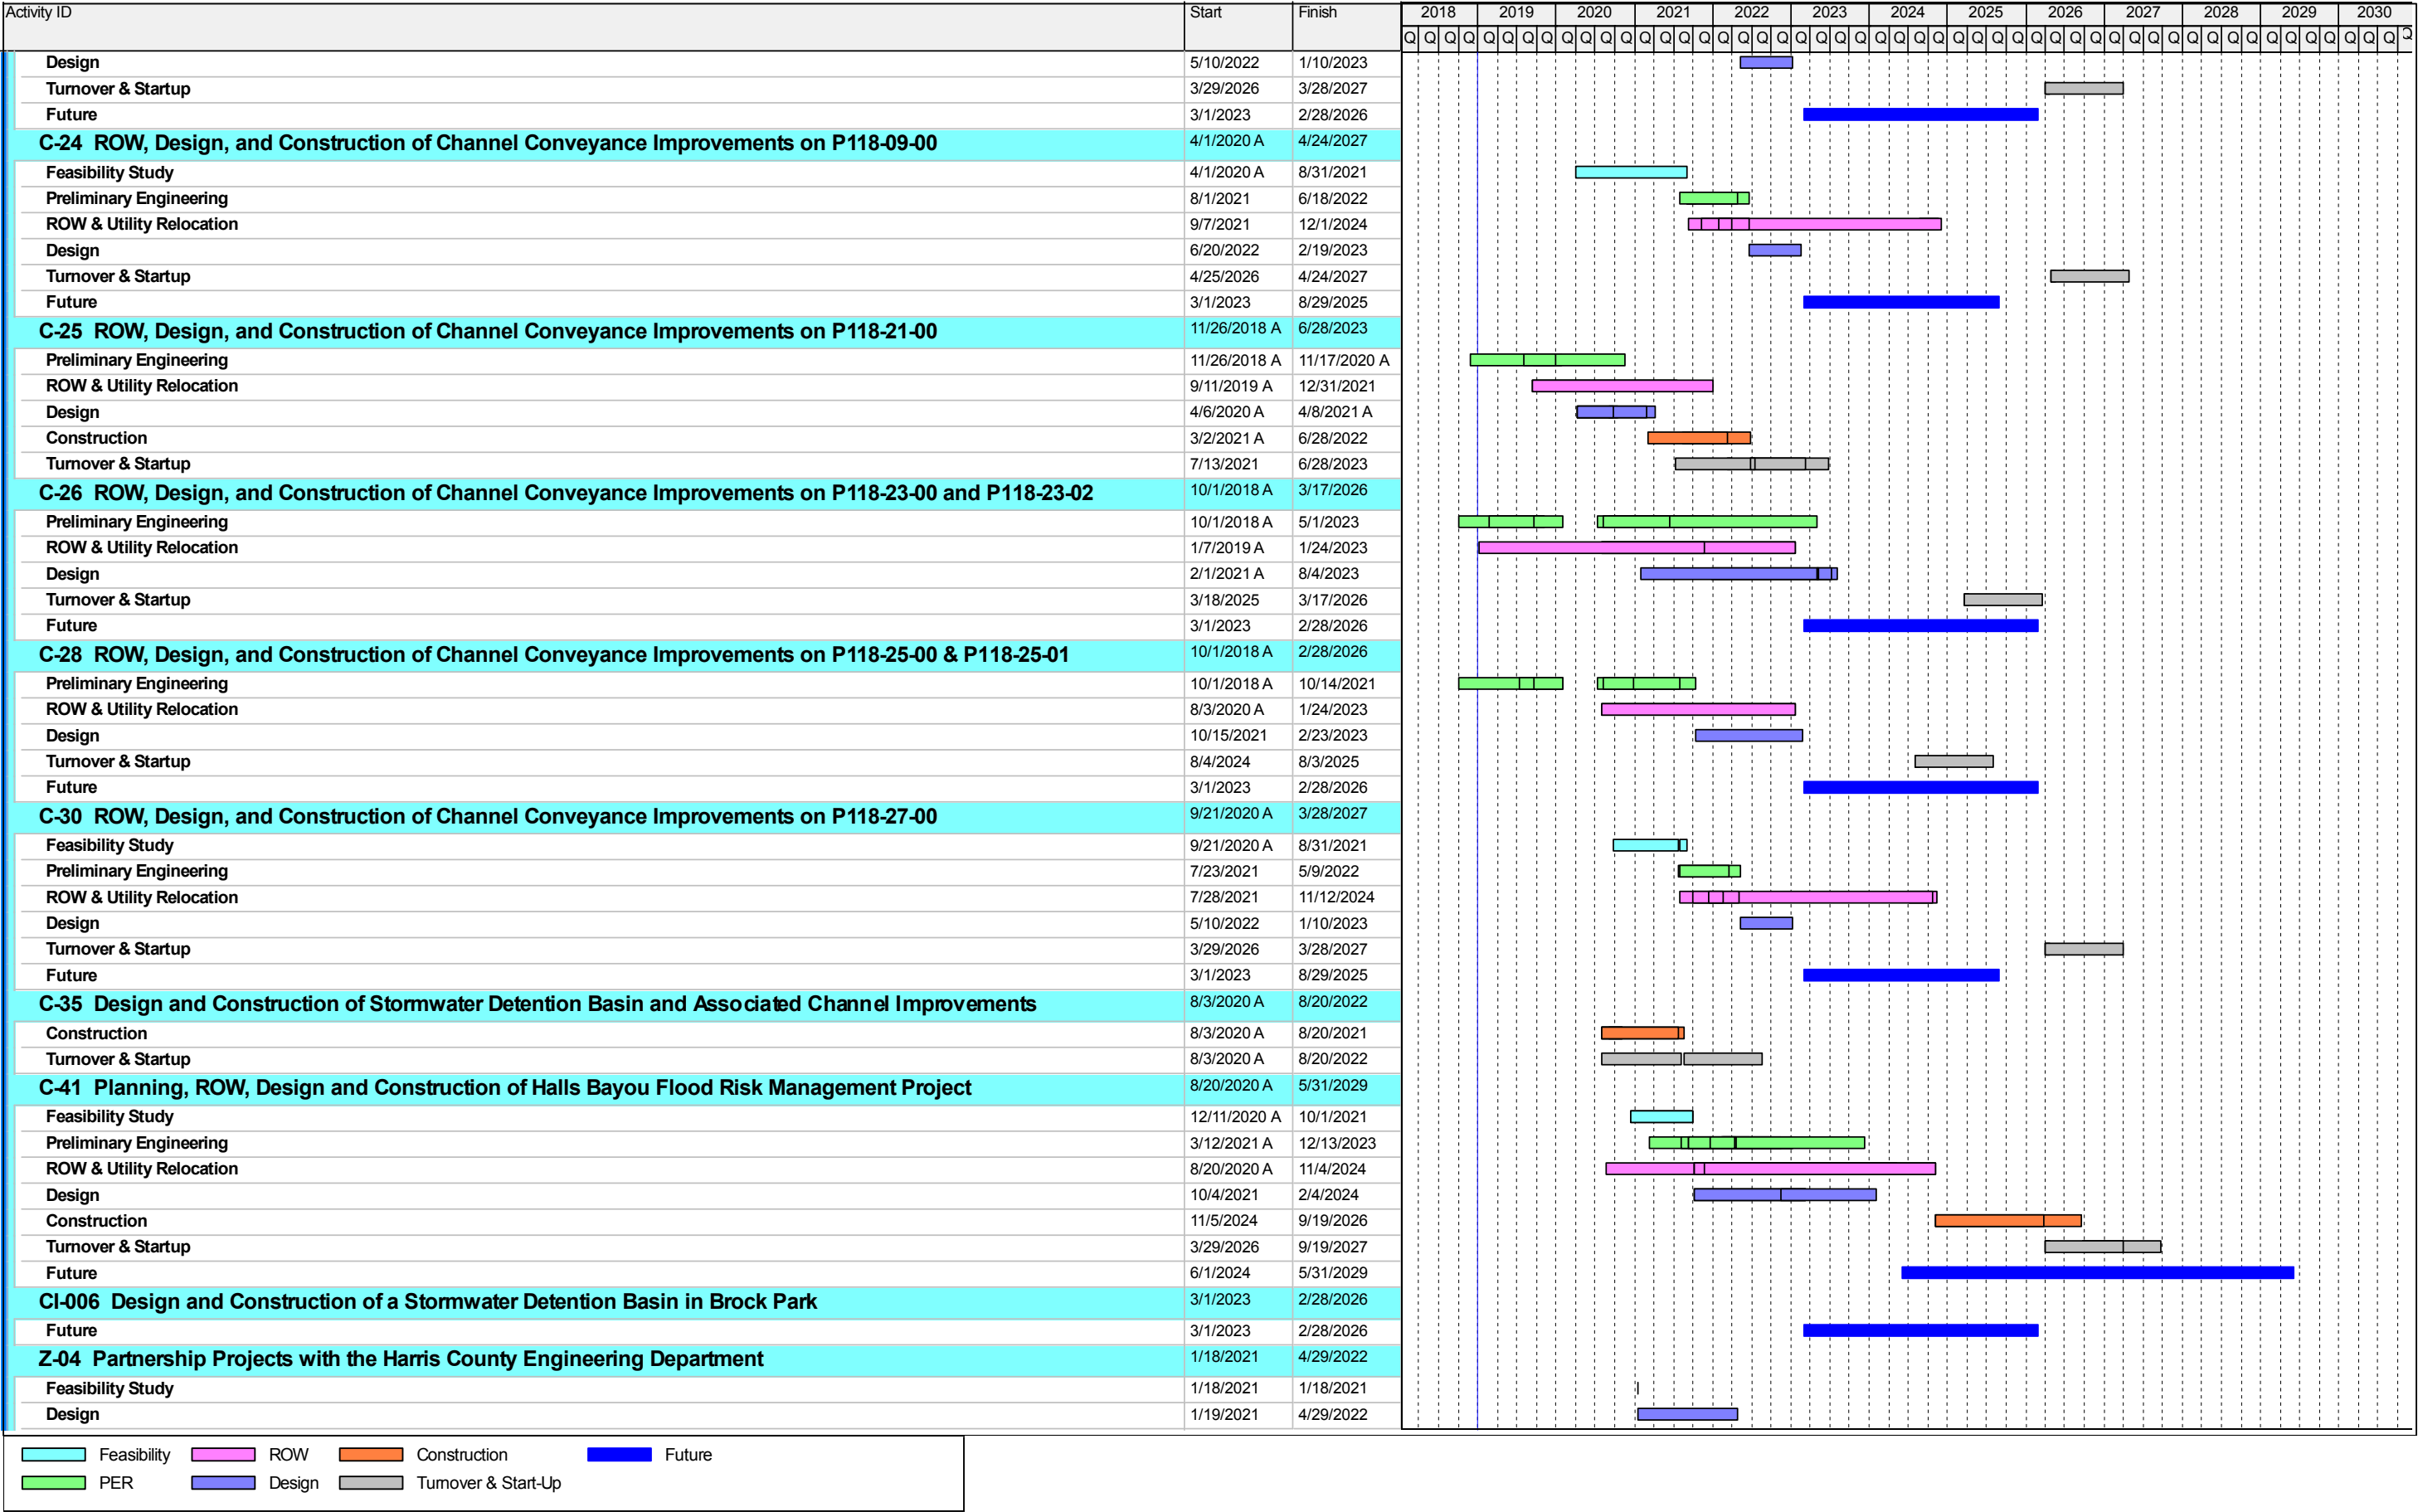 Activity ID Start Finish 2018 2019 2020 2021 2022 2023 2024 2025 2026 2027 2028 2029 2030
Q Q Q Q Q Q Q Q Q Q Q Q Q Q Q Q Q Q Q Q Q Q Q Q Q Q Q Q Q Q Q Q Q Q Q Q Q Q Q Q Q Q Q Q Q Q Q Q Q Q Q Q
Design 5/10/2022 1/10/2023
Turnover & Startup 3/29/2026 3/28/2027
Future 3/1/2023 2/28/2026
C-24 ROW, Design, and Construction of Channel Conveyance Improvements on P118-09-00 4/1/2020 A 4/24/2027
Feasibility Study 4/1/2020 A 8/31/2021
Preliminary Engineering 8/1/2021 6/18/2022
ROW & Utility Relocation 9/7/2021 12/1/2024
Design 6/20/2022 2/19/2023
Turnover & Startup 4/25/2026 4/24/2027
Future 3/1/2023 8/29/2025
C-25 ROW, Design, and Construction of Channel Conveyance Improvements on P118-21-00 11/26/2018 A 6/28/2023
Preliminary Engineering 11/26/2018 A 11/17/2020 A
ROW & Utility Relocation 9/11/2019 A 12/31/2021
Design 4/6/2020 A 4/8/2021 A
Construction 3/2/2021 A 6/28/2022
Turnover & Startup 7/13/2021 6/28/2023
C-26 ROW, Design, and Construction of Channel Conveyance Improvements on P118-23-00 and P118-23-02 10/1/2018 A 3/17/2026
Preliminary Engineering 10/1/2018 A 5/1/2023
ROW & Utility Relocation 1/7/2019 A 1/24/2023
Design 2/1/2021 A 8/4/2023
Turnover & Startup 3/18/2025 3/17/2026
Future 3/1/2023 2/28/2026
C-28 ROW, Design, and Construction of Channel Conveyance Improvements on P118-25-00 & P118-25-01 10/1/2018 A 2/28/2026
Preliminary Engineering 10/1/2018 A 10/14/2021
ROW & Utility Relocation 8/3/2020 A 1/24/2023
Design 10/15/2021 2/23/2023
Turnover & Startup 8/4/2024 8/3/2025
Future 3/1/2023 2/28/2026
C-30 ROW, Design, and Construction of Channel Conveyance Improvements on P118-27-00 9/21/2020 A 3/28/2027
Feasibility Study 9/21/2020 A 8/31/2021
Preliminary Engineering 7/23/2021 5/9/2022
ROW & Utility Relocation 7/28/2021 11/12/2024
Design 5/10/2022 1/10/2023
Turnover & Startup 3/29/2026 3/28/2027
Future 3/1/2023 8/29/2025
C-35 Design and Construction of Stormwater Detention Basin and Associated Channel Improvements 8/3/2020 A 8/20/2022
Construction 8/3/2020 A 8/20/2021
Turnover & Startup 8/3/2020 A 8/20/2022
C-41 Planning, ROW, Design and Construction of Halls Bayou Flood Risk Management Project 8/20/2020 A 5/31/2029
Feasibility Study 12/11/2020 A 10/1/2021
Preliminary Engineering 3/12/2021 A 12/13/2023
ROW & Utility Relocation 8/20/2020 A 11/4/2024
Design 10/4/2021 2/4/2024
Construction 11/5/2024 9/19/2026
Turnover & Startup 3/29/2026 9/19/2027
Future 6/1/2024 5/31/2029
CI-006 Design and Construction of a Stormwater Detention Basin in Brock Park 3/1/2023 2/28/2026
Future 3/1/2023 2/28/2026
Z-04 Partnership Projects with the Harris County Engineering Department 1/18/2021 4/29/2022
Feasibility Study 1/18/2021 1/18/2021
Design 1/19/2021 4/29/2022
Feasibility ROW Construction Future
PER Design Turnover & Start-Up